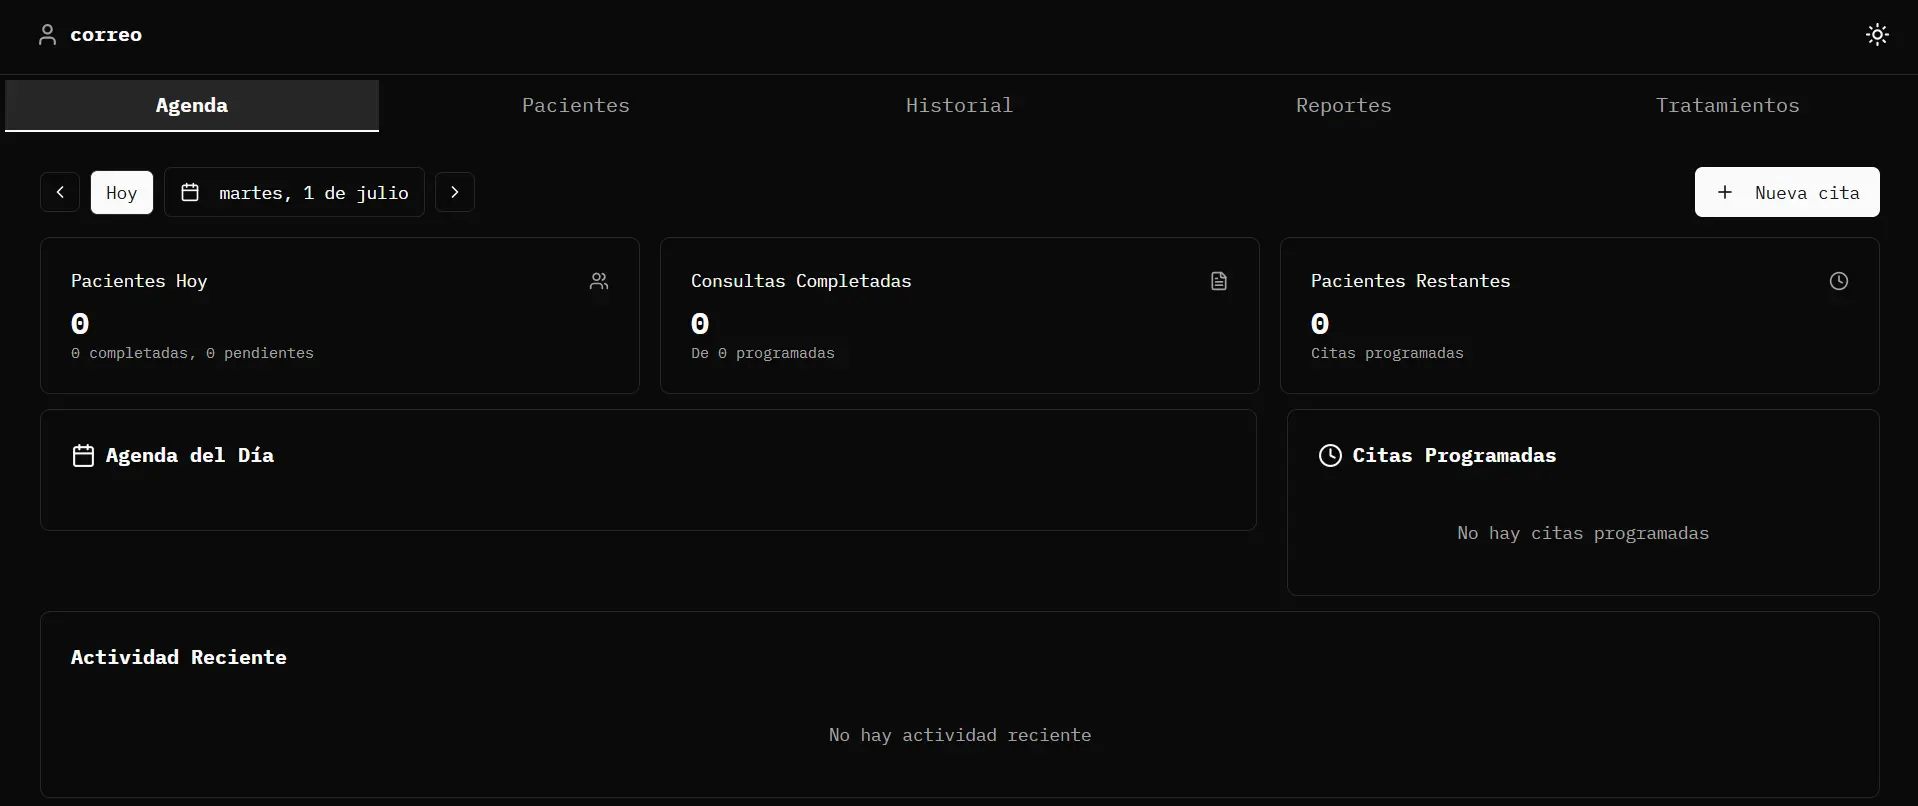 correo
Agenda
Pacientes
Historial
Reportes
Tratamientos
Hoy
martes, 1 de julio
Nueva cita
Pacientes Hoy
0
0 completadas, 0 pendientes
Consultas Completadas
0
De 0 programadas
Pacientes Restantes
0
Citas programadas
Agenda del Día
Citas Programadas
No hay citas programadas
Actividad Reciente
No hay actividad reciente